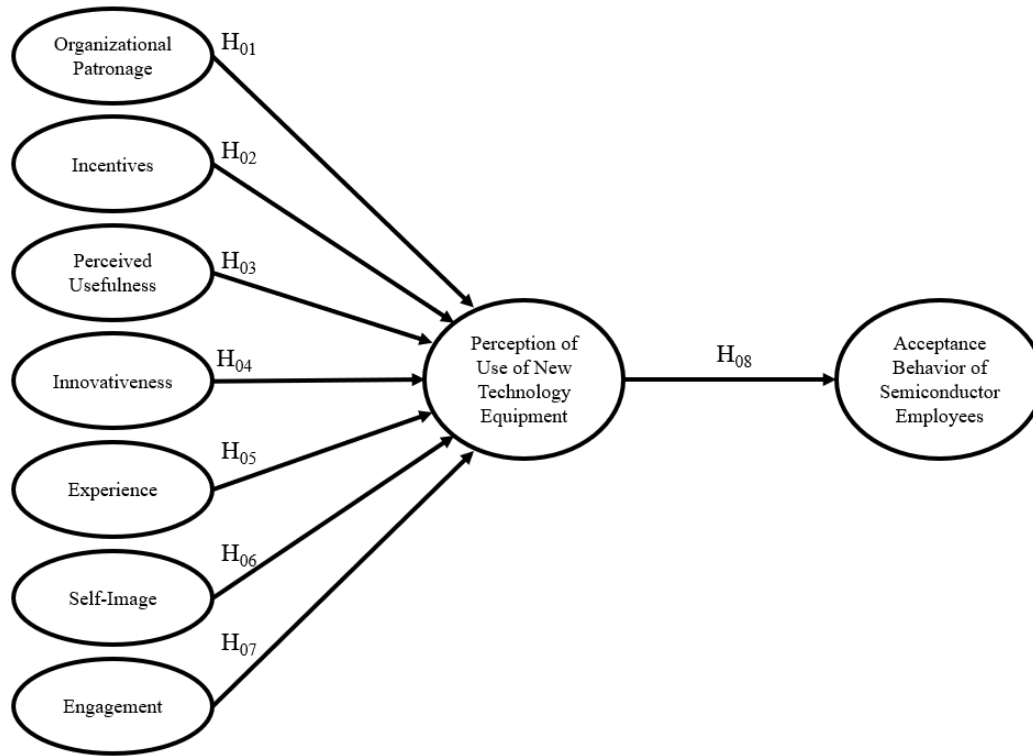 Organizational
Patronage
H01
Incentives
H02
Perceived
Usefulness
H03
Innovativeness
H04
Experience
H05
Self-Image
H06
Engagement
H07
Perception of
Use of New
Technology
Equipment
H08
Acceptance
Behavior of
Semiconductor
Employees